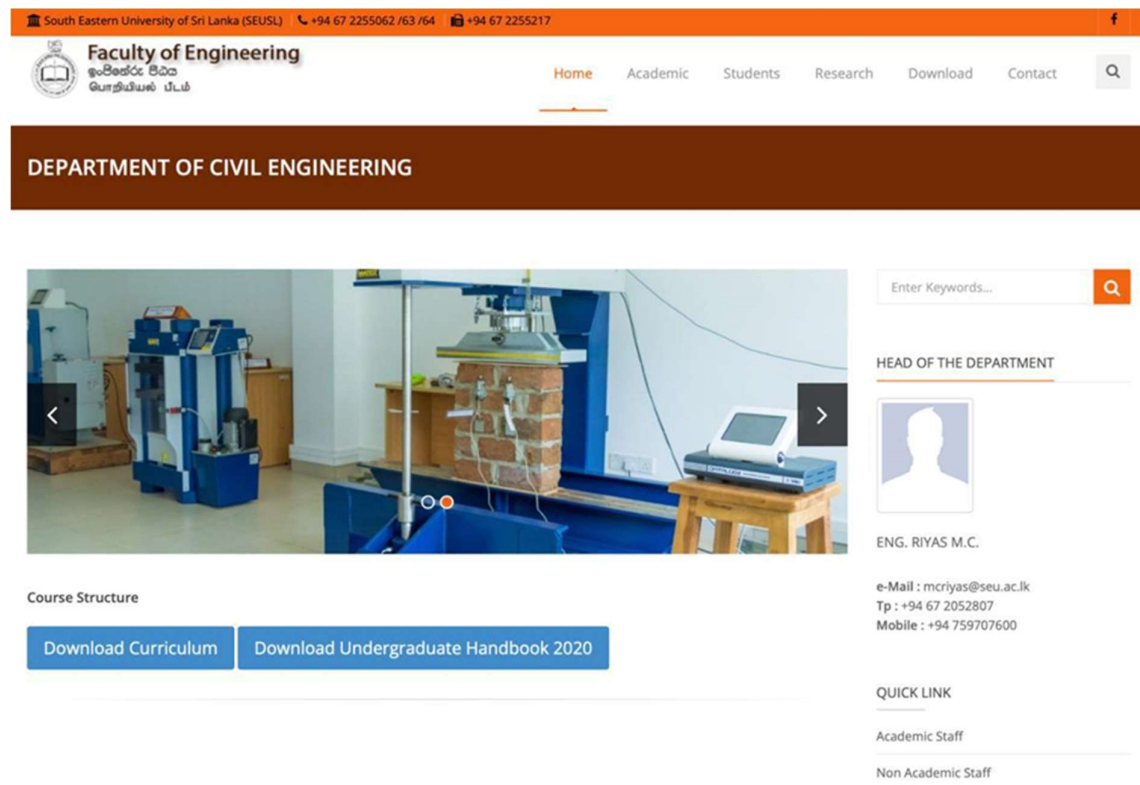 South Eastern University of Sri Lanka (SEUSL) +94 67 2255062 /63 /64 +94 67 2255217
Faculty of Engineering
ඉංජිනේරු පීඨය
பொறியியல் பீடம்
Home Academic Students Research Download Contact
DEPARTMENT OF CIVIL ENGINEERING
Enter Keywords...
HEAD OF THE DEPARTMENT
ENG. RIYAS M.C.
e-Mail : mcriyas@seu.ac.lk
Tp : +94 67 2052807
Mobile : +94 759707600
Course Structure
Download Curriculum Download Undergraduate Handbook 2020
QUICK LINK
Academic Staff
Non Academic Staff